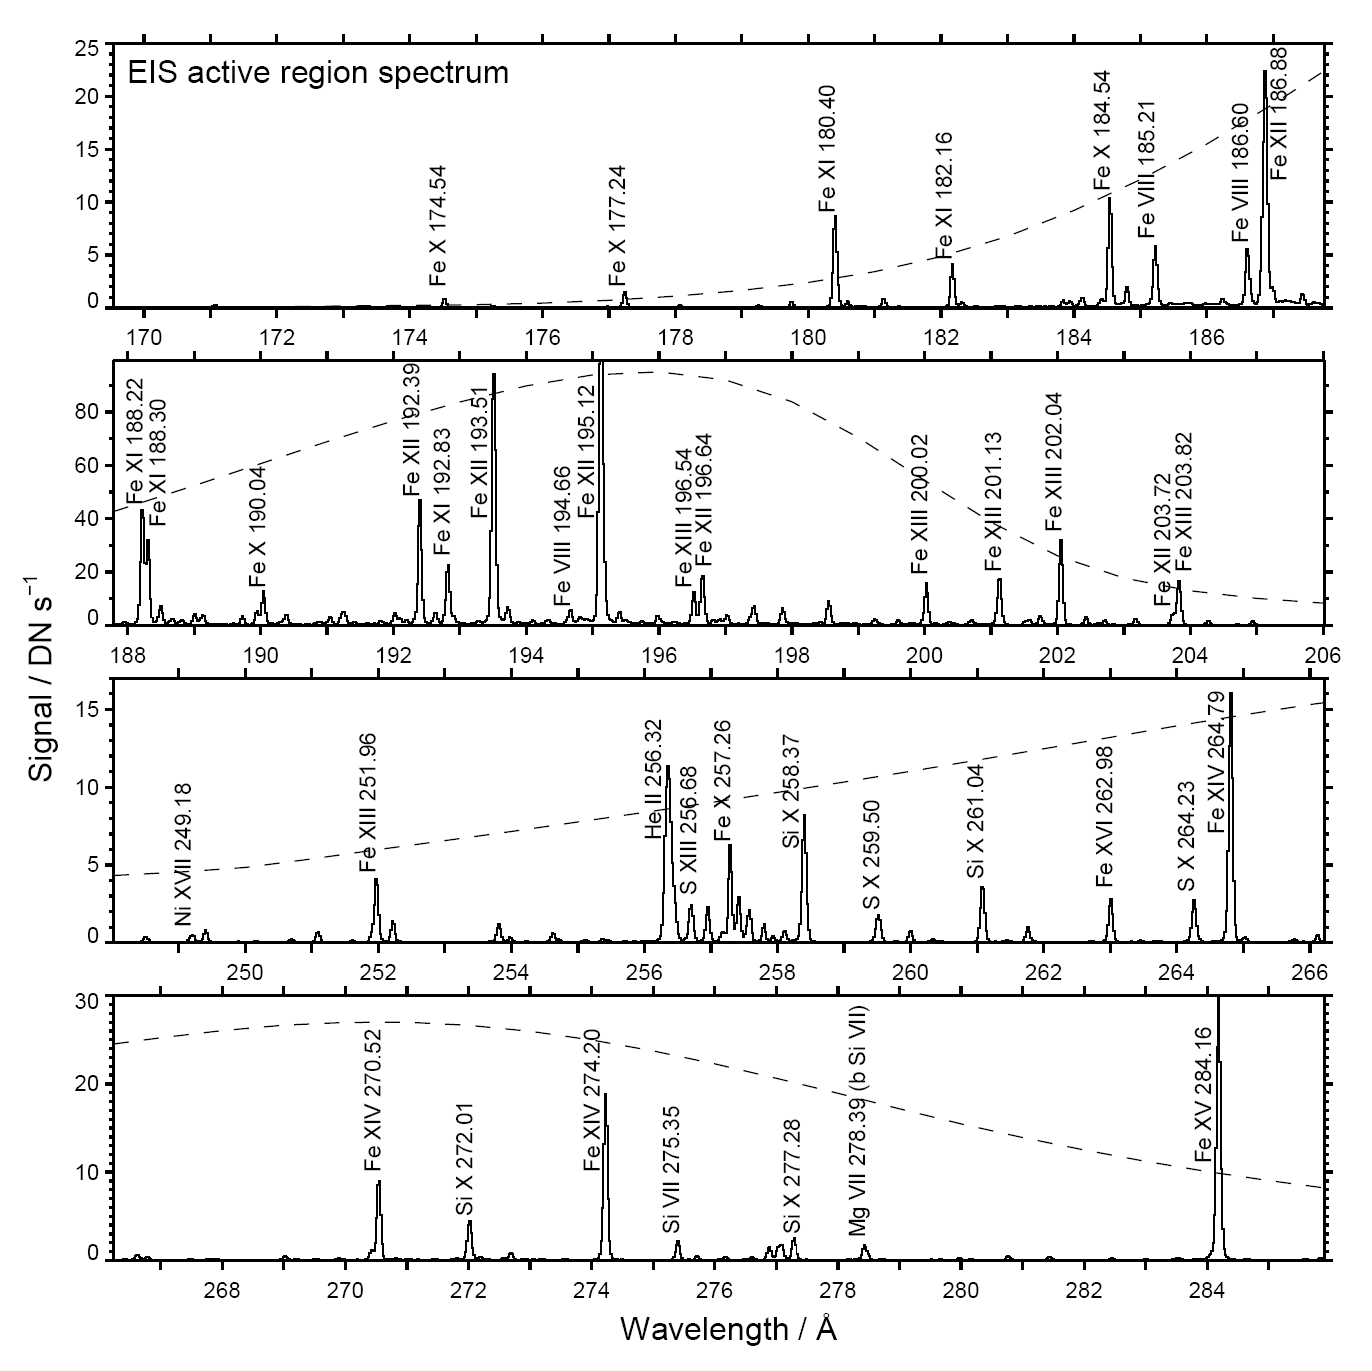 EIS active region spectrum
25
20
15
10
5
0
Fe X 174.54
Fe X 177.24
Fe XI 180.40
Fe XI 182.16
Fe X 184.54
Fe VIII 185.21
Fe VIII 186.60
Fe XII 186.88
170 172 174 176 178 180 182 184 186
80
60
40
20
0
Fe XI 188.22
Fe XI 188.30
Fe X 190.04
Fe XII 192.39
Fe XI 192.83
Fe XII 193.51
Fe VIII 194.66
Fe XII 195.12
Fe XIII 196.54
Fe XII 196.64
Fe XIII 200.02
Fe XIII 201.13
Fe XIII 202.04
Fe XII 203.72
Fe XIII 203.82
188 190 192 194 196 198 200 202 204 206
Signal / DN s⁻¹
15
10
5
0
Ni XVII 249.18
Fe XIII 251.96
He II 256.32
S XIII 256.68
Fe X 257.26
Si X 258.37
S X 259.50
Si X 261.04
Fe XVI 262.98
S X 264.23
Fe XIV 264.79
250 252 254 256 258 260 262 264 266
30
20
10
0
Fe XIV 270.52
Si X 272.01
Fe XIV 274.20
Si VII 275.35
Si X 277.28
Mg VII 278.39 (b Si VII)
Fe XV 284.16
268 270 272 274 276 278 280 282 284
Wavelength / Å